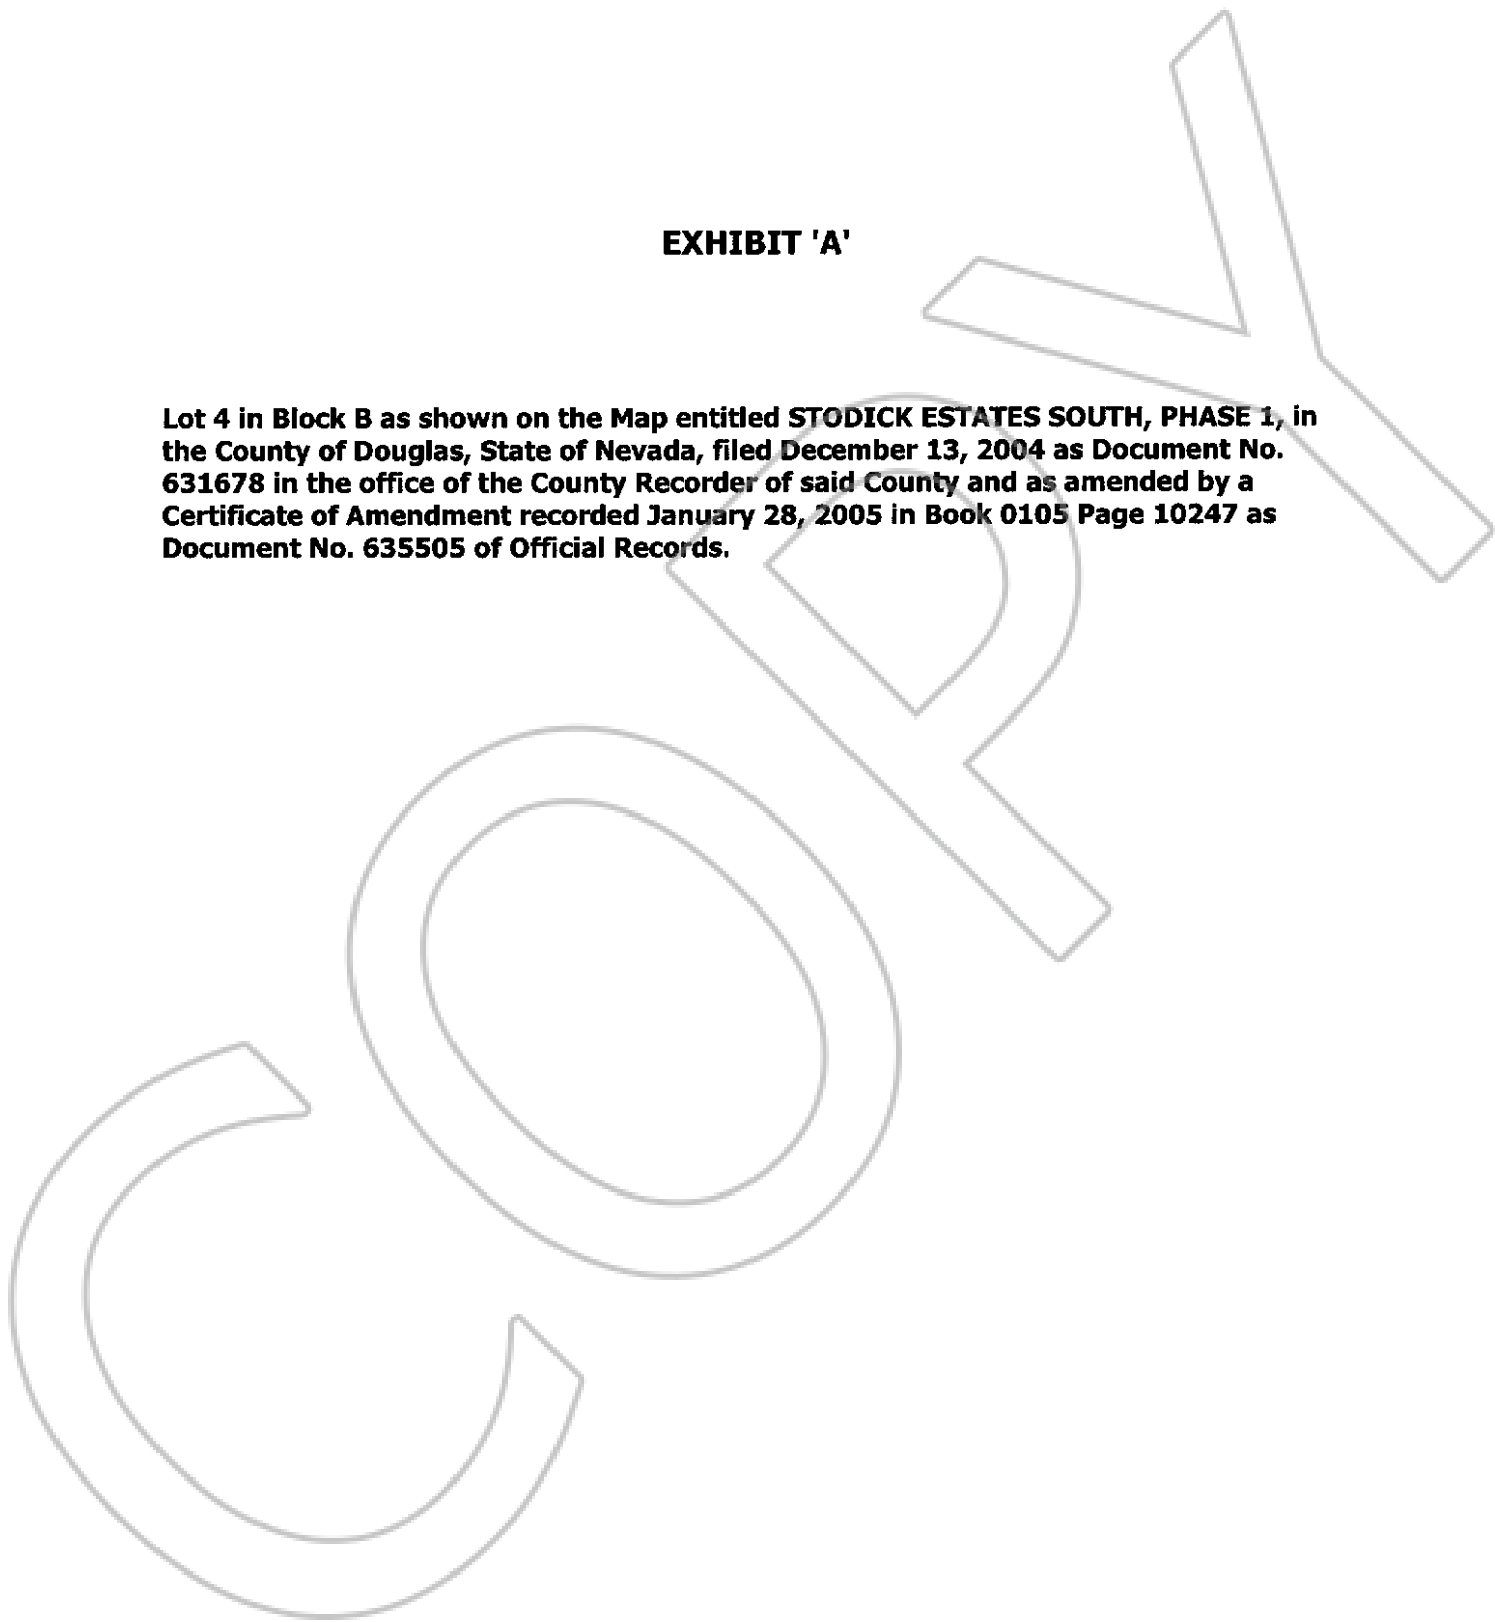 EXHIBIT 'A'
Lot 4 in Block B as shown on the Map entitled STODICK ESTATES SOUTH, PHASE 1, in
the County of Douglas, State of Nevada, filed December 13, 2004 as Document No.
631678 in the office of the County Recorder of said County and as amended by a
Certificate of Amendment recorded January 28, 2005 in Book 0105 Page 10247 as
Document No. 635505 of Official Records.
COPY